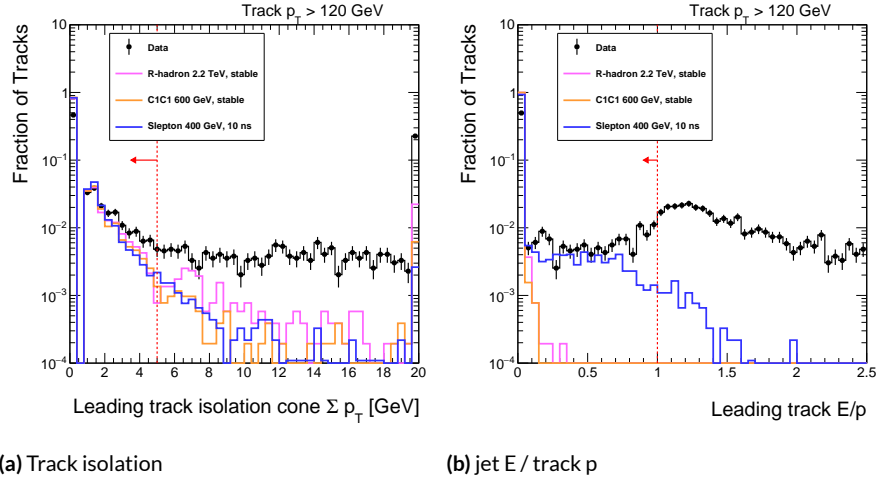 Track pT > 120 GeV
Fraction of Tracks
10
1
10⁻¹
10⁻²
10⁻³
10⁻⁴
Data
R-hadron 2.2 TeV, stable
C1C1 600 GeV, stable
Slepton 400 GeV, 10 ns
0 2 4 6 8 10 12 14 16 18 20
Leading track isolation cone Σ pT [GeV]
(a) Track isolation
Track pT > 120 GeV
Fraction of Tracks
10
1
10⁻¹
10⁻²
10⁻³
10⁻⁴
Data
R-hadron 2.2 TeV, stable
C1C1 600 GeV, stable
Slepton 400 GeV, 10 ns
0 0.5 1 1.5 2 2.5
Leading track E/p
(b) jet E / track p